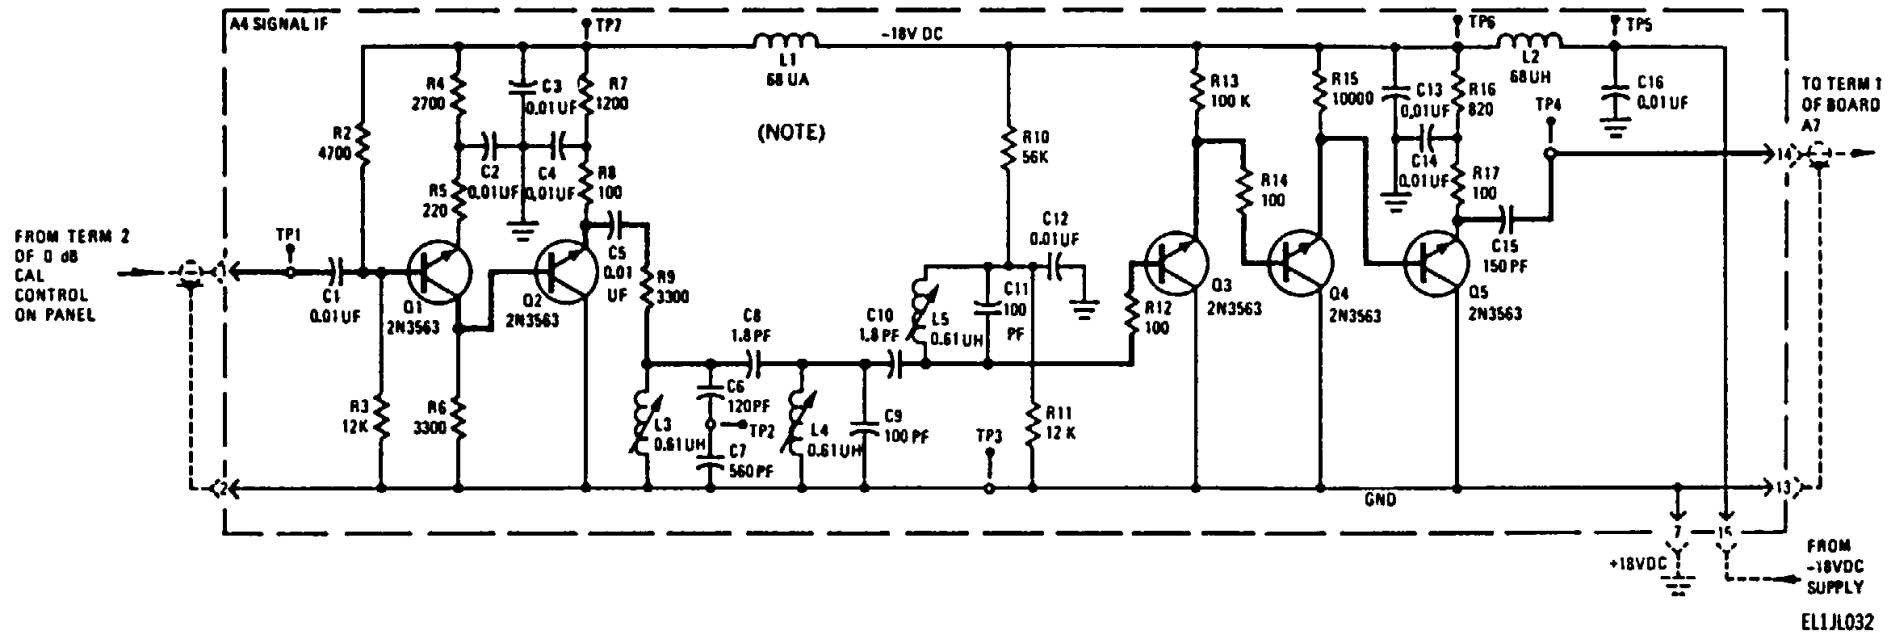 A4 SIGNAL IF
TP7
-18V DC
L1
68 UA
(NOTE)
TP6
L2
68UH
TP5
R4
2700
C3
0.01UF
R7
1200
R2
4700
C2
0.01UF
C4
0.01UF
R5
220
R8
100
R10
56K
R13
100 K
R15
10000
C13
0.01UF
R16
820
TP4
C16
0.01UF
TO TERM 1
OF BOARD
A7
14
C14
0.01UF
R17
100
R14
100
FROM TERM 2
OF 0 dB
CAL
CONTROL
ON PANEL
1
TP1
C1
0.01UF
Q1
2N3563
Q2
2N3563
C5
0.01
UF
R9
3300
C12
0.01UF
C11
100
PF
L5
0.61UH
R12
100
Q3
2N3563
Q4
2N3563
Q5
2N3563
C15
150 PF
C8
1.8 PF
C10
1.8 PF
R3
12K
R6
3300
L3
0.61UH
C6
120PF
TP2
C7
560PF
L4
0.61UH
C9
100 PF
TP3
R11
12 K
2
GND
13
7
15
+18VDC
FROM
-18VDC
SUPPLY
EL1JL032